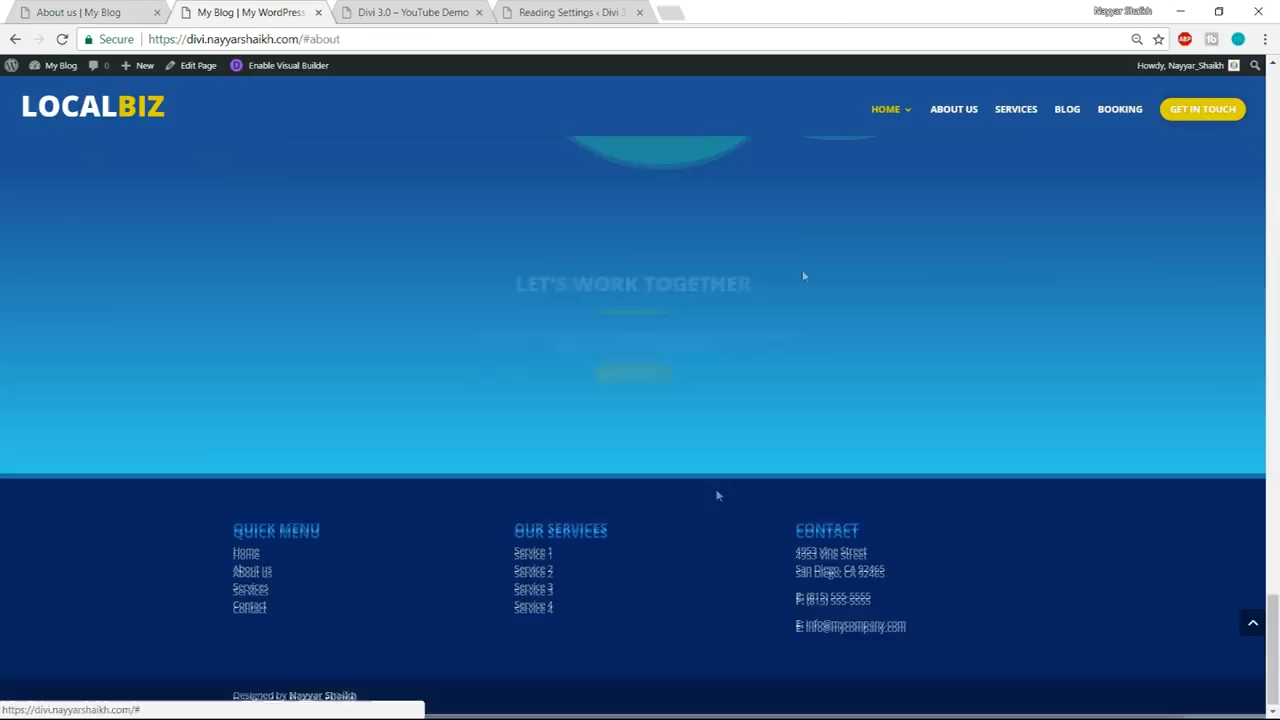 About us | My Blog
My Blog | My WordPress
Divi 3.0 – YouTube Demo
Reading Settings ‹ Divi 3
Nayyar Shaikh
Secure
https://divi.nayyarshaikh.com/#about
My Blog
0
New
Edit Page
Enable Visual Builder
Howdy, Nayyar_Shaikh
LOCALBIZ
HOME
ABOUT US
SERVICES
BLOG
BOOKING
GET IN TOUCH
LET'S WORK TOGETHER
QUICK MENU
Home
About us
Services
Contact
OUR SERVICES
Service 1
Service 2
Service 3
Service 4
CONTACT
4953 Vine Street
San Diego, CA 92465
P: (815) 555-5555
E: info@mycompany.com
Designed by Nayyar Shaikh
https://divi.nayyarshaikh.com/#